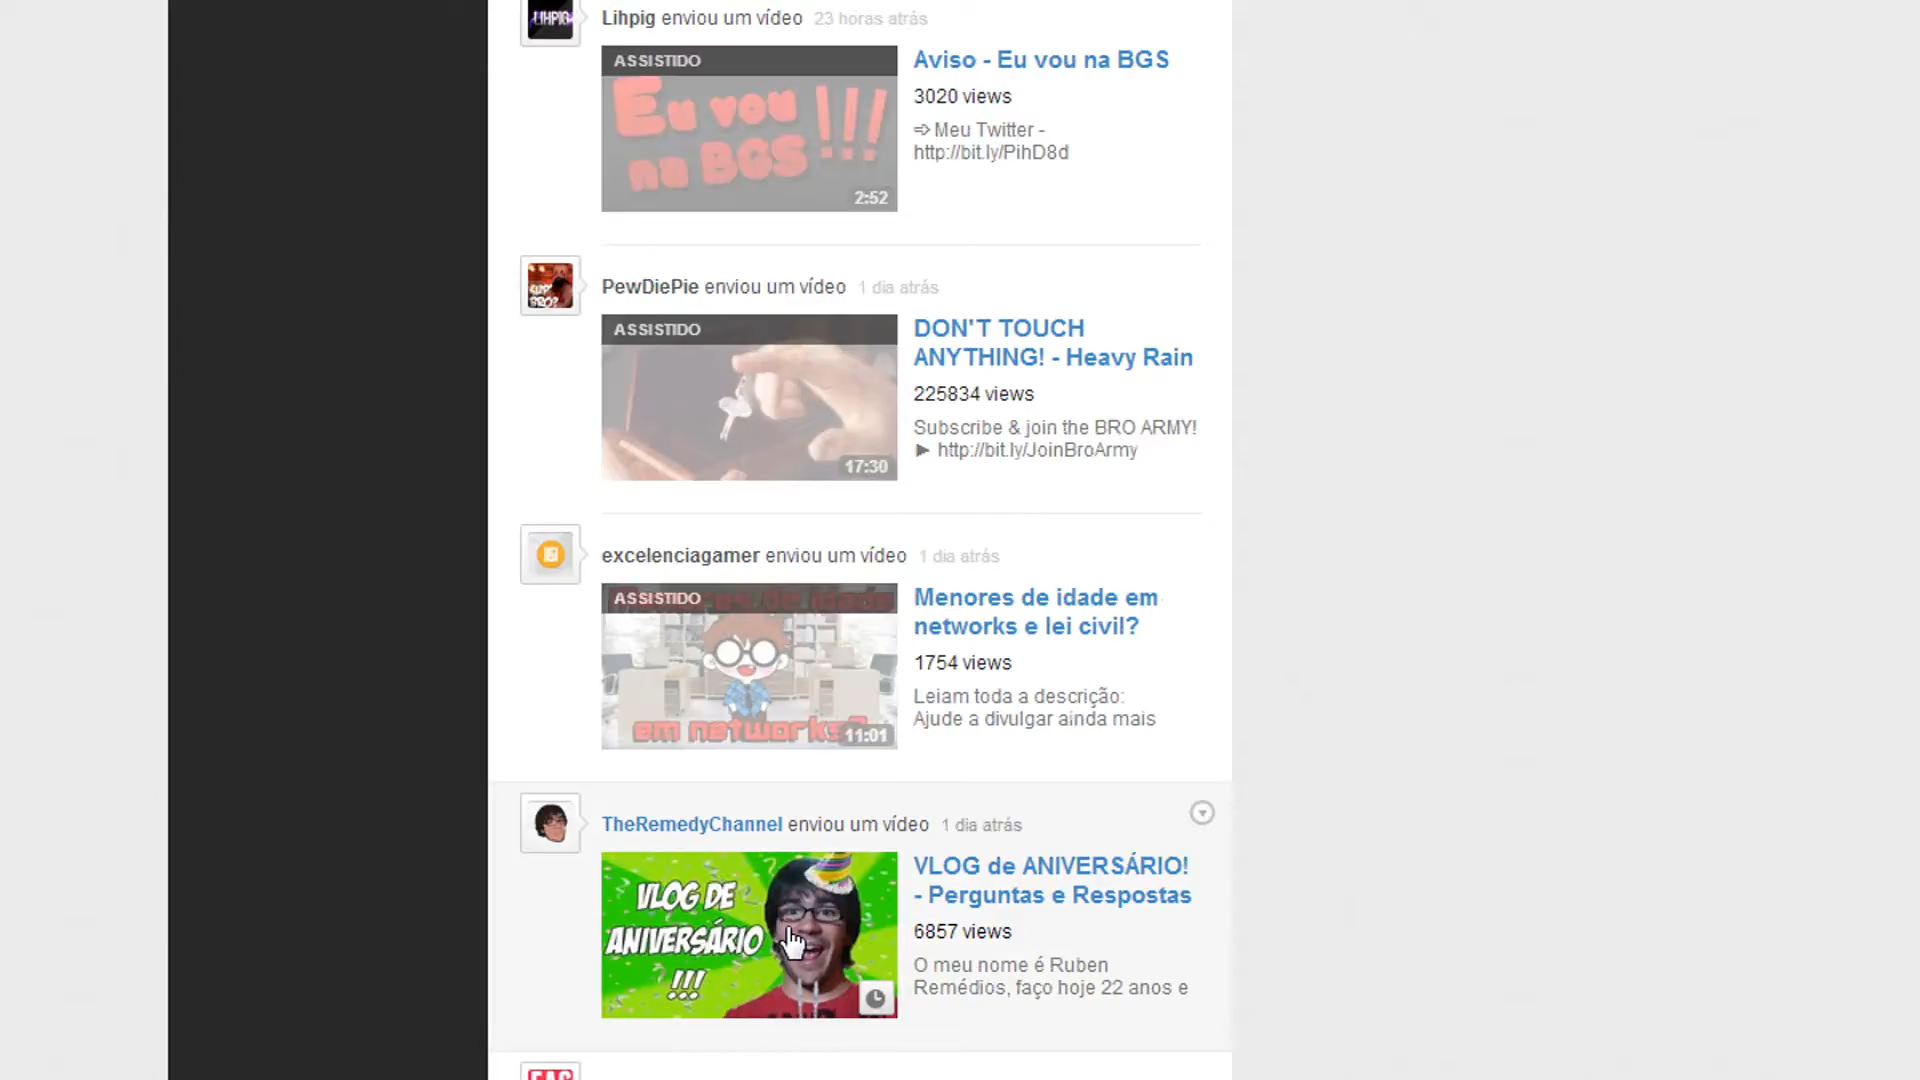 LIHPIG
Lihpig enviou um vídeo 23 horas atrás
ASSISTIDO
Eu vou !!!
na BGS
2:52
Aviso - Eu vou na BGS
3020 views
➩ Meu Twitter -
http://bit.ly/PihD8d
SUP
BRO?
PewDiePie enviou um vídeo 1 dia atrás
ASSISTIDO
17:30
DON'T TOUCH
ANYTHING! - Heavy Rain
225834 views
Subscribe & join the BRO ARMY!
► http://bit.ly/JoinBroArmy
excelenciagamer enviou um vídeo 1 dia atrás
ASSISTIDO
em networks?
11:01
Menores de idade em
networks e lei civil?
1754 views
Leiam toda a descrição:
Ajude a divulgar ainda mais
TheRemedyChannel enviou um vídeo 1 dia atrás
VLOG DE
ANIVERSÁRIO
!!!
VLOG de ANIVERSÁRIO!
- Perguntas e Respostas
6857 views
O meu nome é Ruben
Remédios, faço hoje 22 anos e